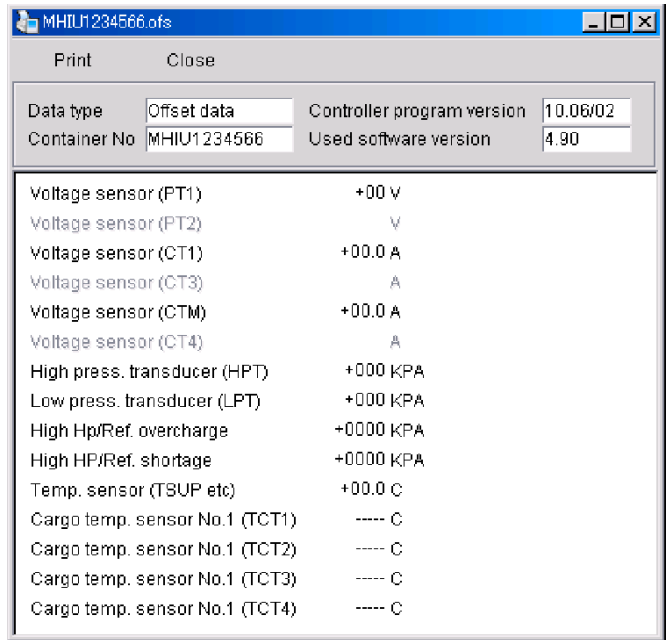 MHIU1234566.ofs
Print Close
Data type Offset data Controller program version 10.06/02
Container No MHIU1234566 Used software version 4.90
Voltage sensor (PT1) +00 V
Voltage sensor (PT2) V
Voltage sensor (CT1) +00.0 A
Voltage sensor (CT3) A
Voltage sensor (CTM) +00.0 A
Voltage sensor (CT4) A
High press. transducer (HPT) +000 KPA
Low press. transducer (LPT) +000 KPA
High Hp/Ref. overcharge +0000 KPA
High HP/Ref. shortage +0000 KPA
Temp. sensor (TSUP etc) +00.0 C
Cargo temp. sensor No.1 (TCT1) ----- C
Cargo temp. sensor No.1 (TCT2) ----- C
Cargo temp. sensor No.1 (TCT3) ----- C
Cargo temp. sensor No.1 (TCT4) ----- C